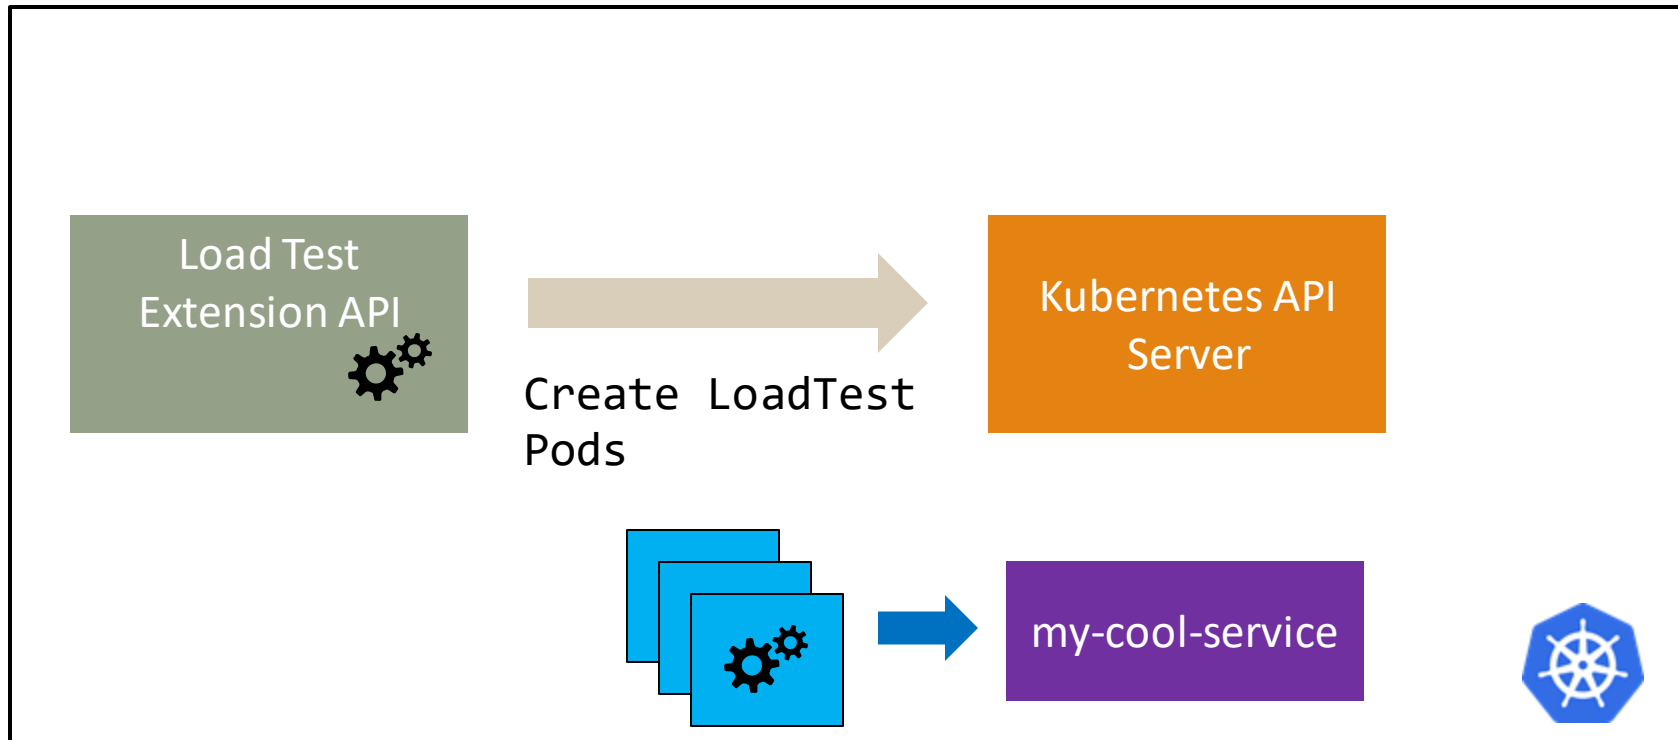 Load Test
Extension API
Create LoadTest
Pods
Kubernetes API
Server
my-cool-service